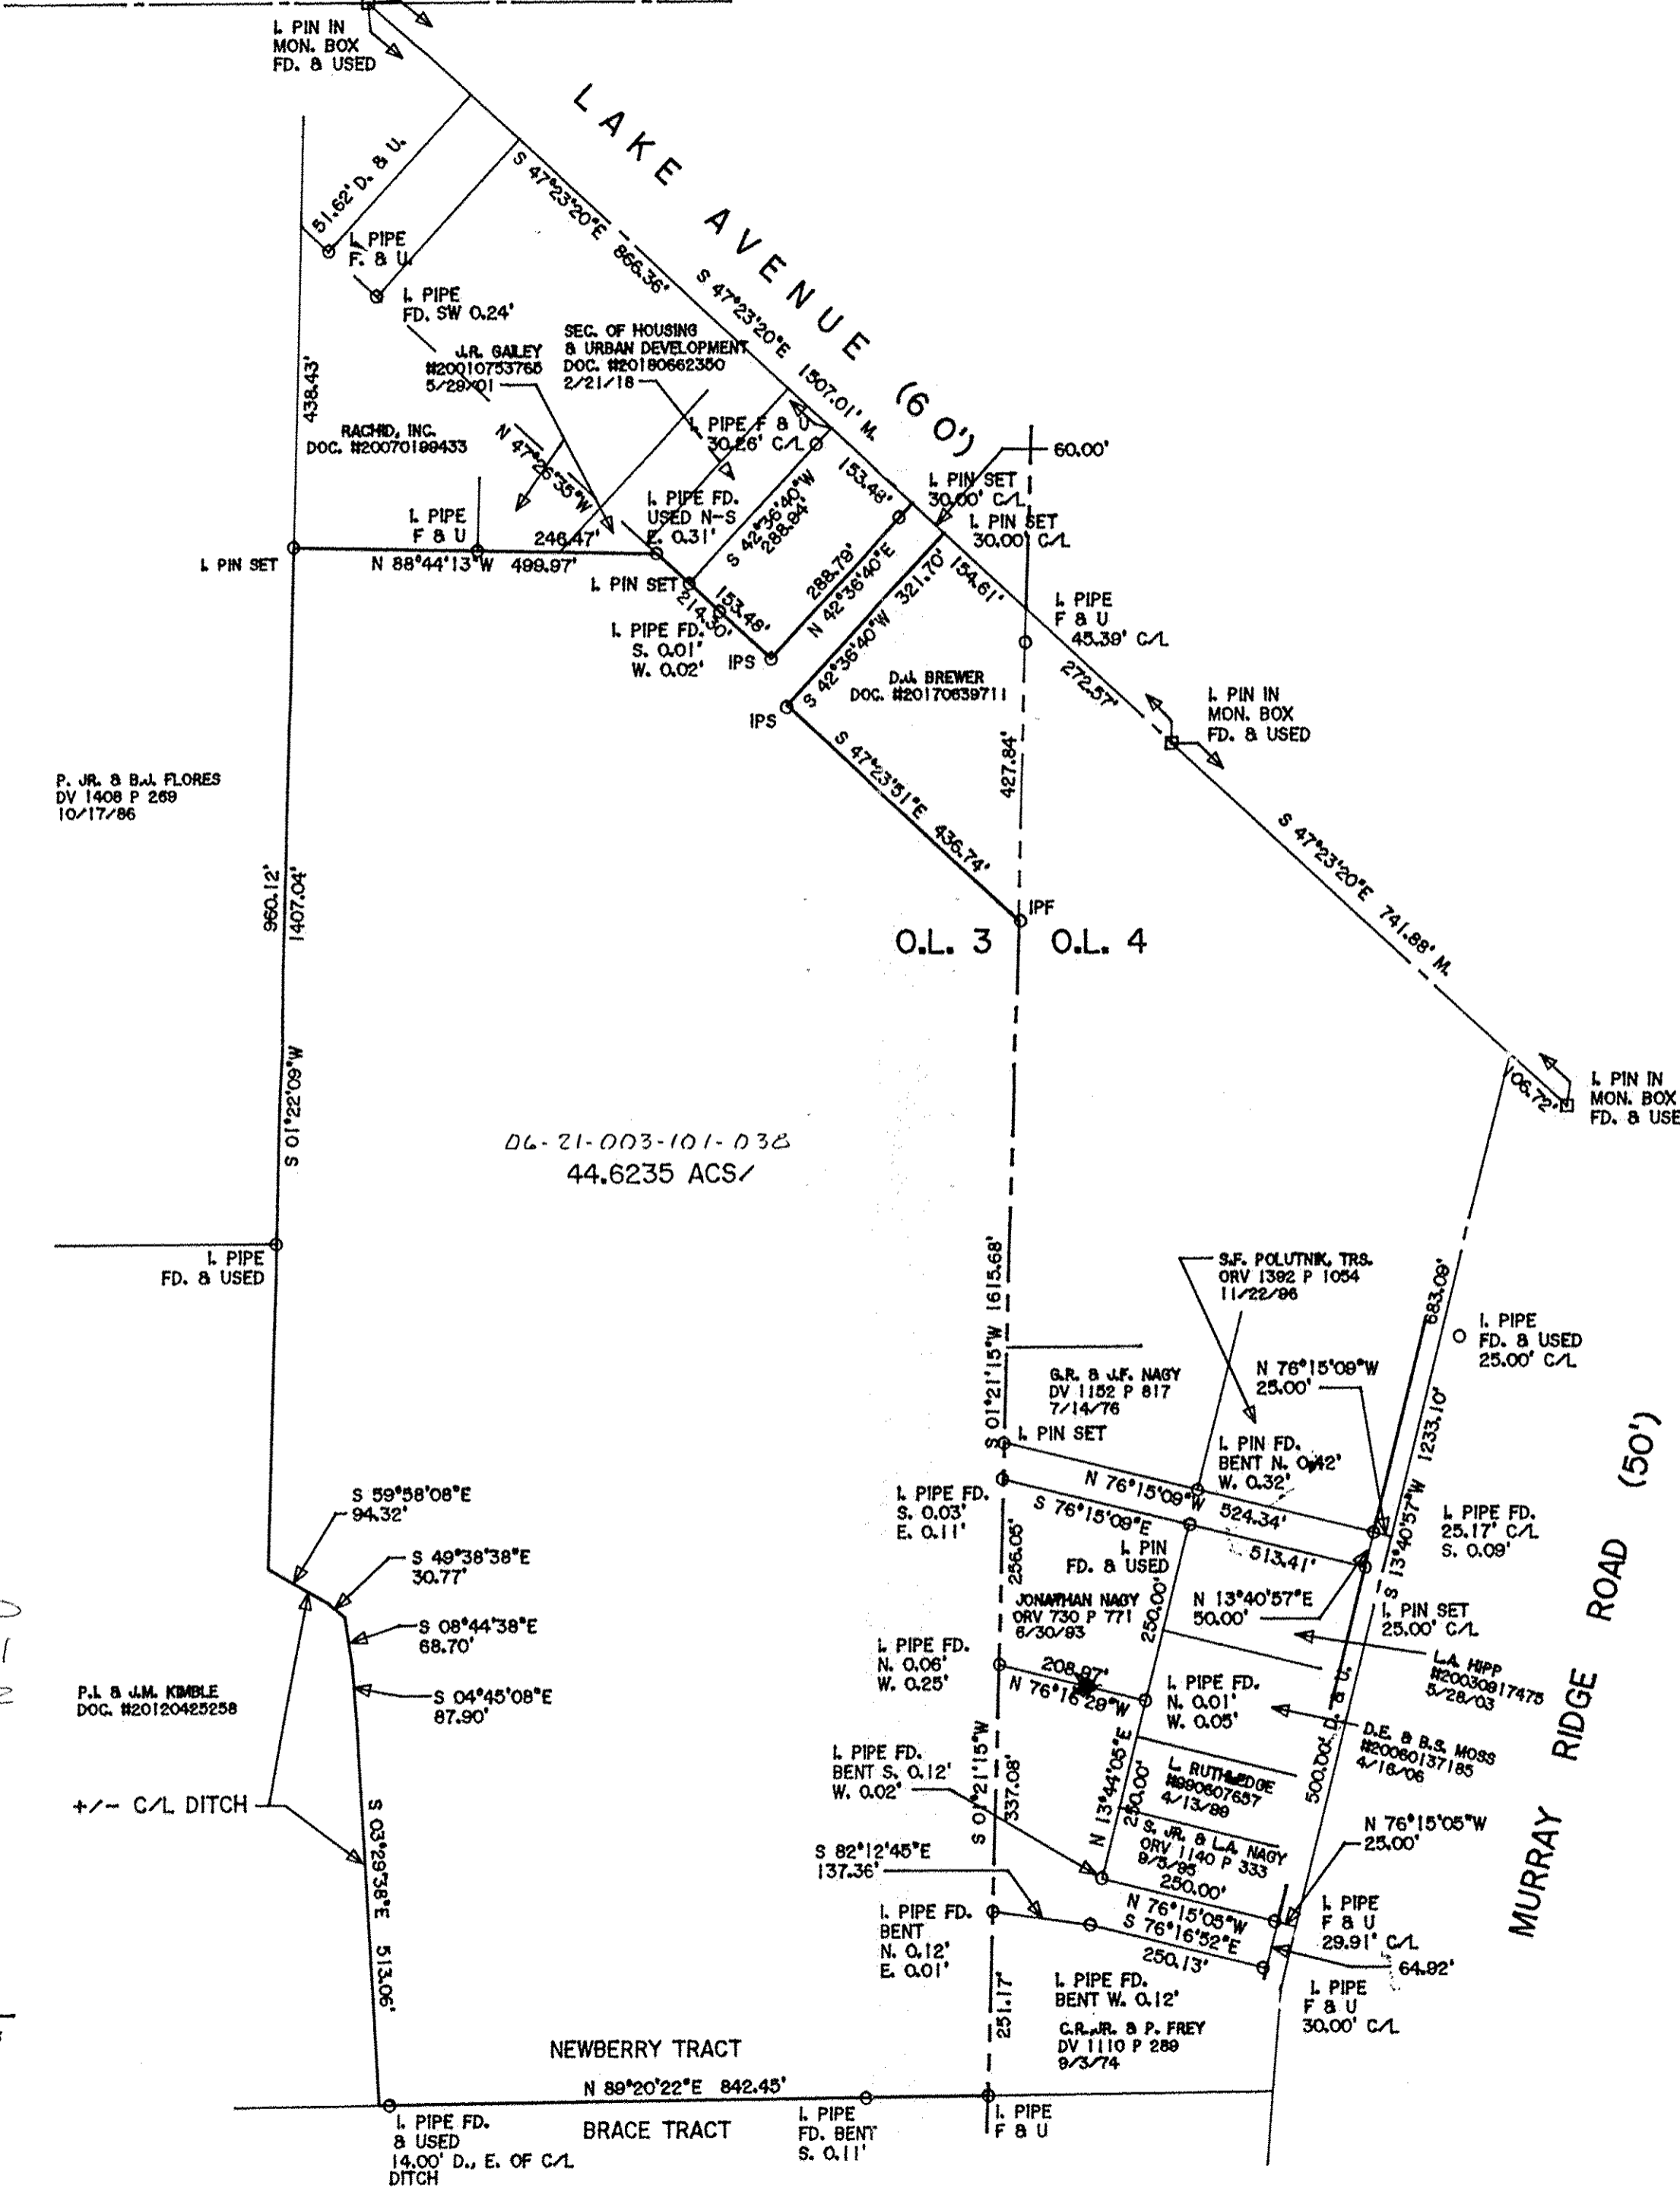 I. PIN IN
MON. BOX
FD. & USED
LAKE AVENUE (60')
51.62' D. & U.
I. PIPE
F. & U.
S 47°23'20"E 866.36'
I. PIPE
FD. SW 0.24'
S 47°23'20"E 1507.01' M.
438.43'
J.R. GAILEY
#20010753765
5/29/01
SEC. OF HOUSING
& URBAN DEVELOPMENT
DOC. #20180662350
2/21/18
RACHID, INC.
DOC. #20070199433
N 47°26'35"W
I. PIPE F & U
30.26' C/L
153.48'
I. PIN SET
30.00' C/L
60.00'
I. PIN SET
30.00' C/L
I. PIPE
F & U
I. PIPE FD.
USED N-S
E. 0.31'
S 42°36'40"W
288.94'
246.47'
I. PIN SET
N 88°44'13"W 499.97'
I. PIN SET
153.48'
214.30'
288.79'
N 42°36'40"E
S 42°36'40"W 321.70'
154.61'
I. PIPE FD.
S. 0.01'
W. 0.02'
IPS
IPS
I. PIPE
F & U
45.39' C/L
D.J. BREWER
DOC. #20170639711
272.57'
I. PIN IN
MON. BOX
FD. & USED
427.84'
S 47°23'51"E 436.74'
P. JR. & B.J. FLORES
DV 1408 P 269
10/17/86
S 47°23'20"E 741.88' M.
960.12'
1407.04'
IPF
O.L. 3 O.L. 4
S 01°22'09"W
106.72'
I. PIN IN
MON. BOX
FD. & USE
06-21-003-101-038
44.6235 ACS/
I. PIPE
FD. & USED
S 01°21'15"W 1615.68'
S.F. POLUTNIK, TRS.
ORV 1392 P 1054
11/22/96
683.09'
I. PIPE
FD. & USED
25.00' C/L
G.R. & J.F. NAGY
DV 1152 P 817
7/14/76
N 76°15'09"W
25.00'
1233.10'
S 13°40'57"W
I. PIN SET
I. PIN FD.
BENT N. 0.42'
W. 0.32'
MURRAY RIDGE ROAD (50')
I. PIPE FD.
S. 0.03'
E. 0.11'
N 76°15'09"W 524.34'
S 76°15'09"E 513.41'
I. PIPE FD.
25.17' C/L
S. 0.09'
S 59°58'08"E
94.32'
S 49°38'38"E
30.77'
256.05'
I. PIN
FD. & USED
JONATHAN NAGY
ORV 730 P 771
6/30/93
250.00'
N 13°40'57"E
50.00'
I. PIN SET
25.00' C/L
S 08°44'38"E
68.70'
I. PIPE FD.
N. 0.06'
W. 0.25'
208.97'
N 76°16'29"W
L.A. HIPP
#20030917475
5/28/03
P.I. & J.M. KIMBLE
DOC. #20120425258
S 04°45'08"E
87.90'
I. PIPE FD.
N. 0.01'
W. 0.05'
D.E. & B.S. MOSS
#20060137185
4/16/06
500.00' D. & U.
I. PIPE FD.
BENT S. 0.12'
W. 0.02'
S 01°21'15"W
337.08'
N 13°44'05"E
250.00'
L. RUTHLEDGE
#990607657
4/13/99
+/- C/L DITCH
S 03°29'38"E 513.06'
S. JR. & L.A. NAGY
ORV 1140 P 333
9/5/95
N 76°15'05"W
25.00'
S 82°12'45"E
137.36'
250.00'
N 76°15'05"W
S 76°16'52"E
250.13'
I. PIPE FD.
BENT
N. 0.12'
E. 0.01'
I. PIPE
F & U
29.91' C/L
64.92'
I. PIPE FD.
BENT W. 0.12'
I. PIPE
F & U
30.00' C/L
251.17'
C.R. JR. & P. FREY
DV 1110 P 289
9/3/74
NEWBERRY TRACT
N 89°20'22"E 842.45'
BRACE TRACT
I. PIPE FD.
& USED
14.00' D., E. OF C/L
DITCH
I. PIPE
FD. BENT
S. 0.11'
I. PIPE
F & U